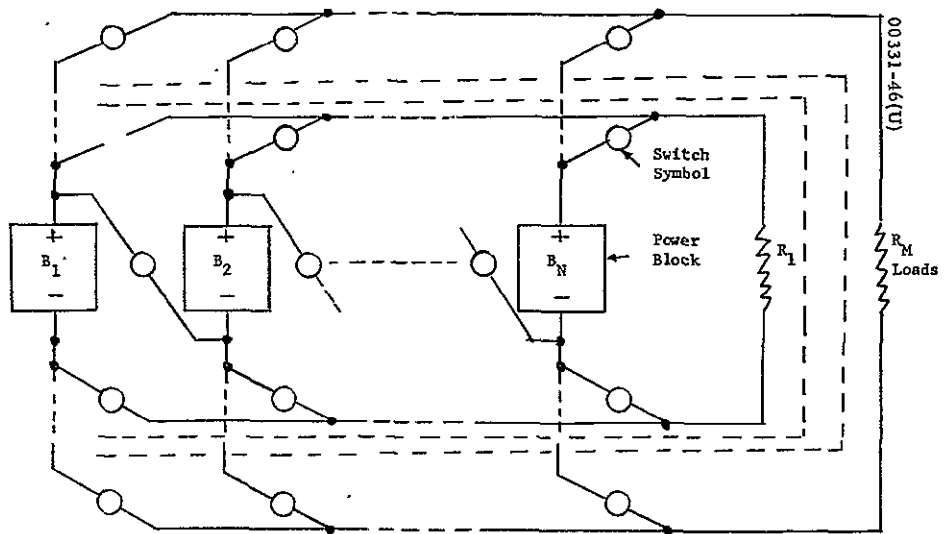 00331-46(U)
Switch
Symbol
+
B1
−
+
B2
−
+
BN
−
Power
Block
R1
RM
Loads